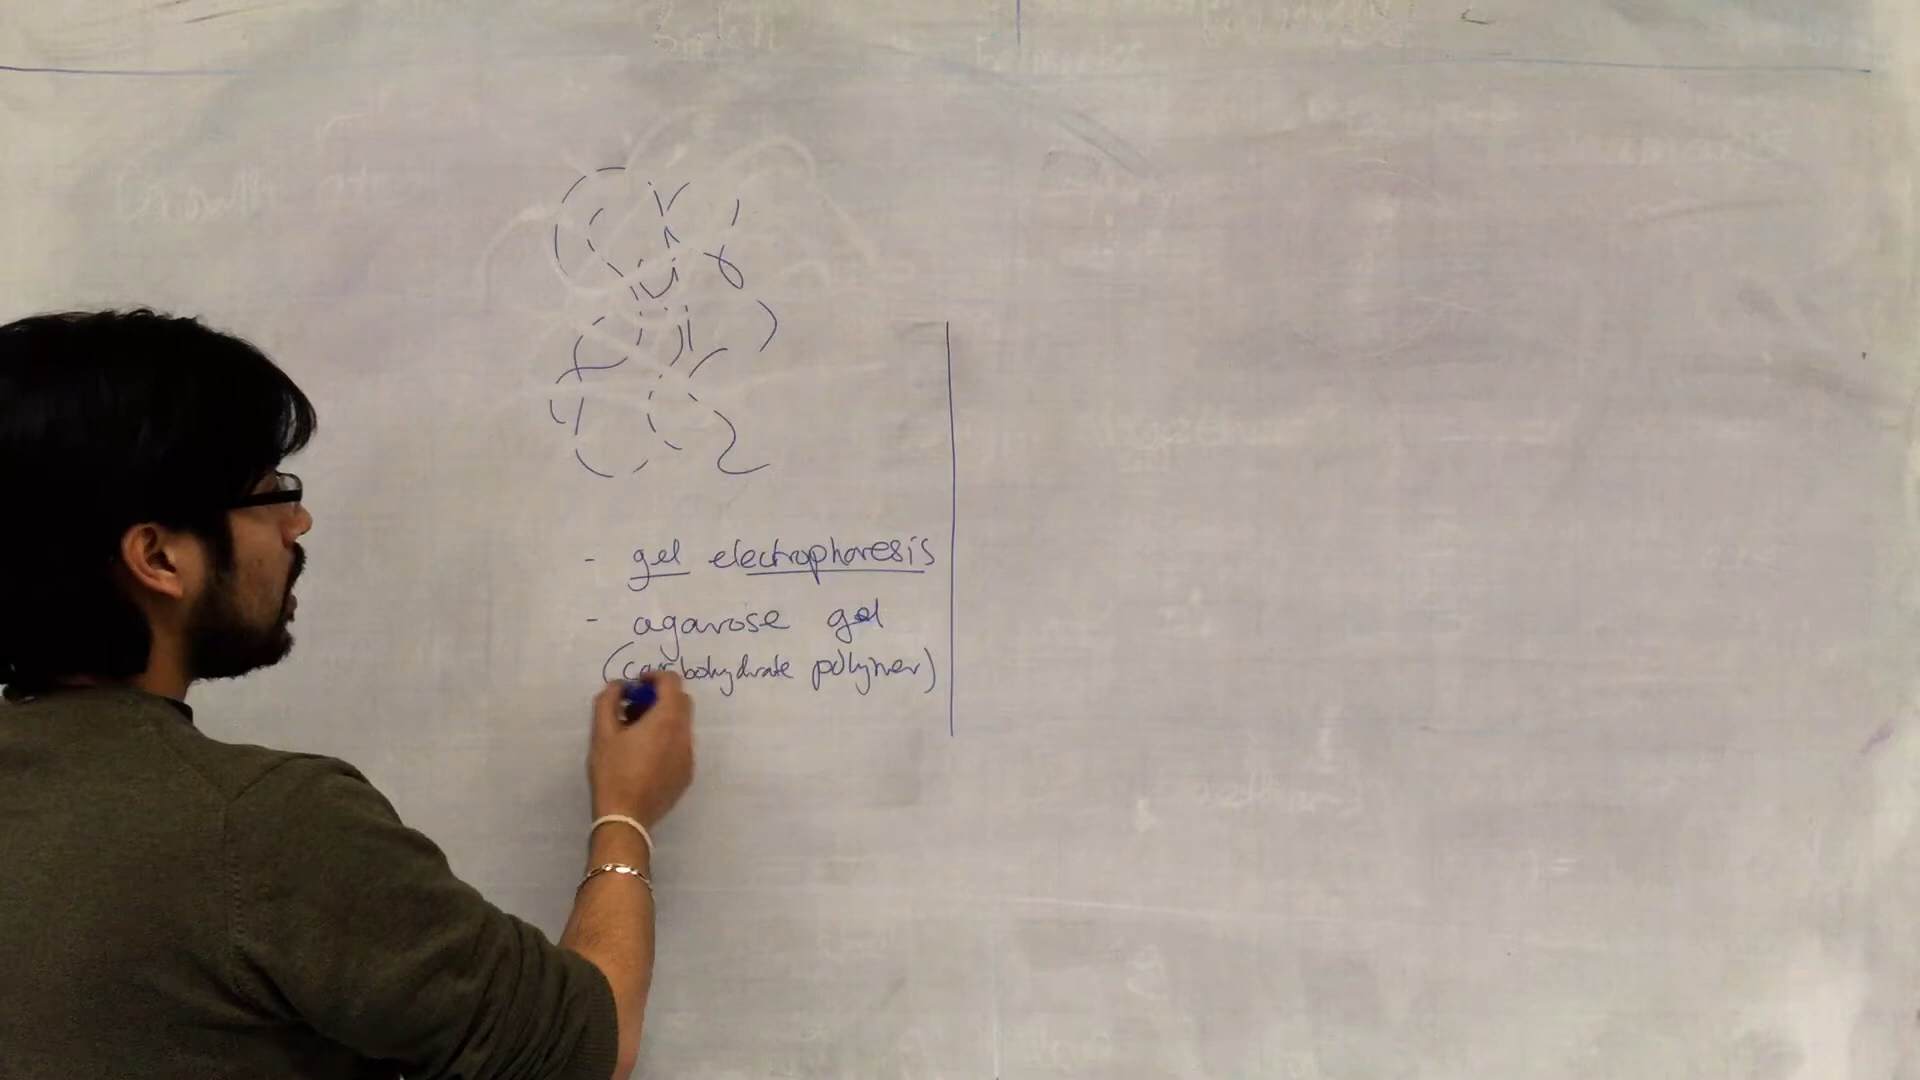 - gel electrophoresis
- agarose gel
(carbohydrate polymer)